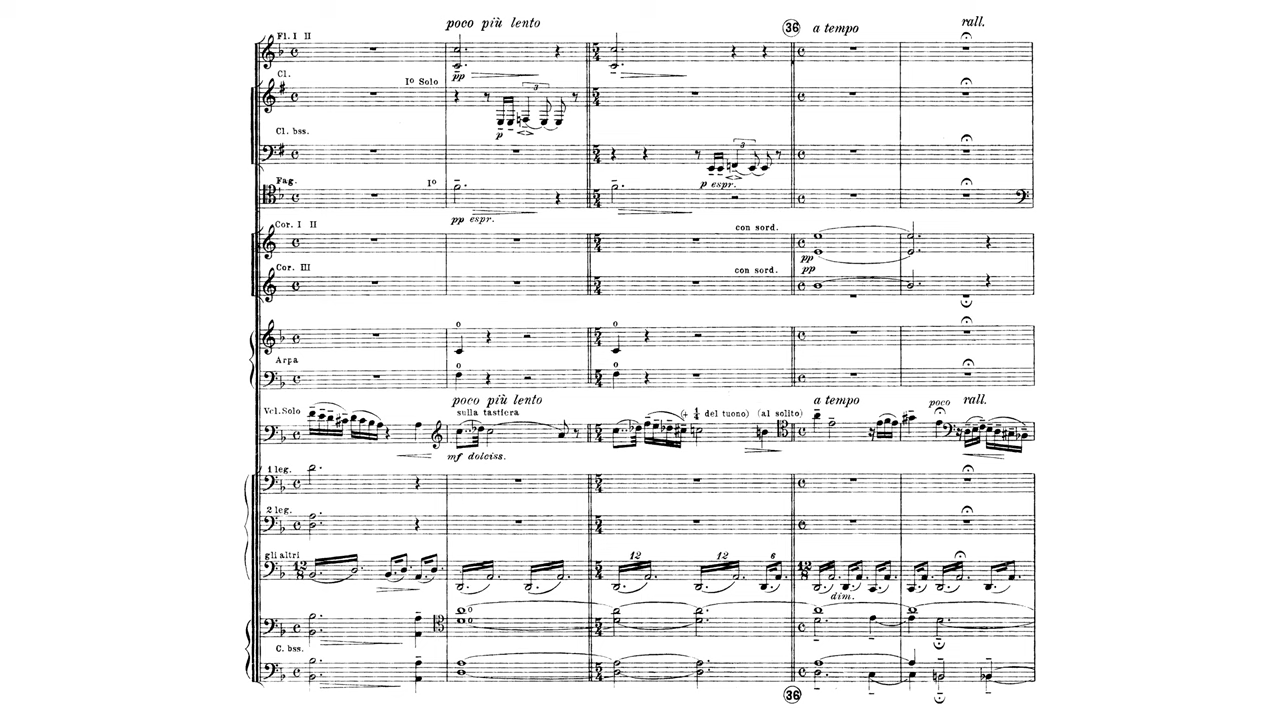 poco più lento
36 a tempo rall.
Fl. I II
pp
Cl.
Iº Solo
3
p
Cl. bss.
3
p espr.
Fag.
Iº
pp espr.
Cor. I II
con sord.
pp
Cor. III
con sord.
pp
Arpa
poco più lento a tempo poco rall.
Vcl. Solo
sulla tastiera
(+ 1/4 del tuono) (al solito)
mf dolciss.
1 leg.
2 leg.
gli altri
12 12 6
dim.
C. bss.
36